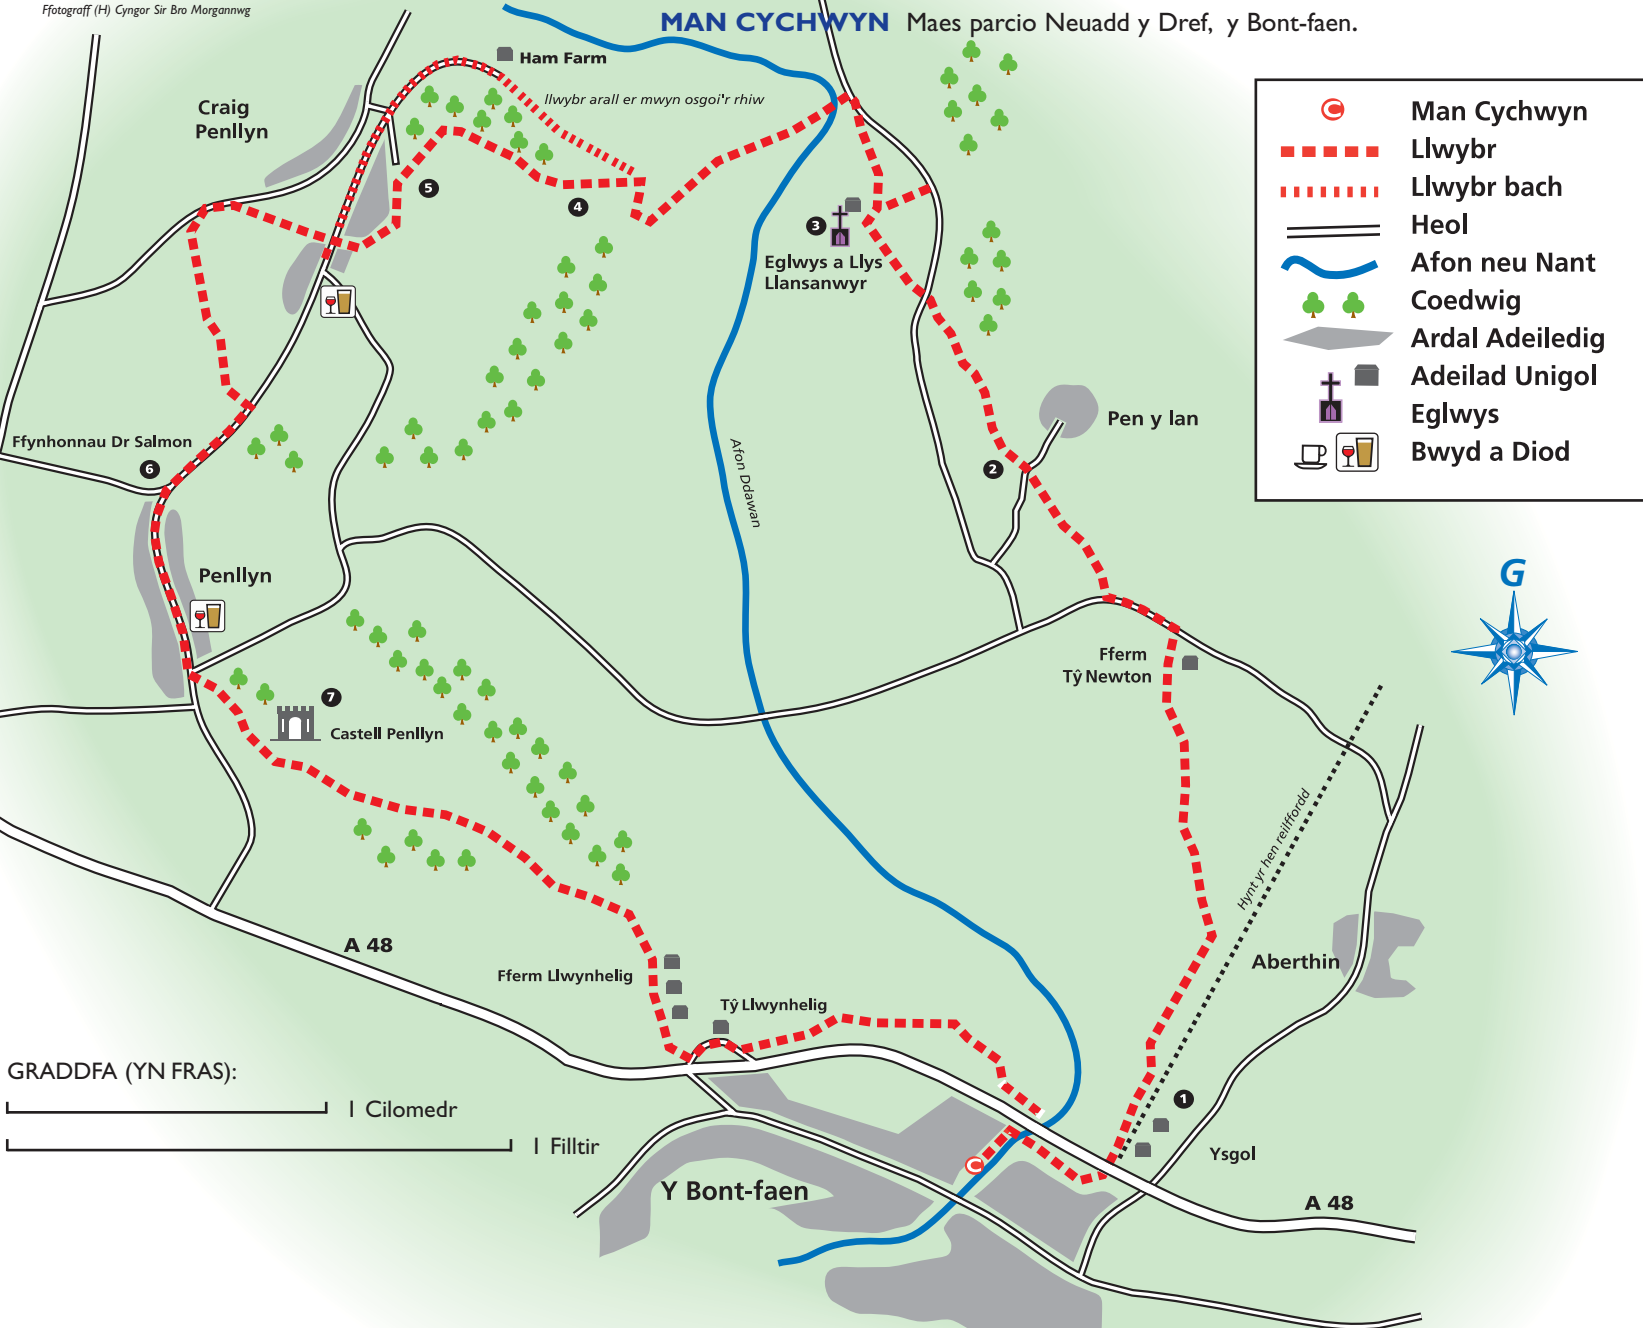 Ffotograff (H) Cyngor Sir Bro Morgannwg
MAN CYCHWYN Maes parcio Neuadd y Dref, y Bont-faen.
Ham Farm
llwybr arall er mwyn osgoi'r rhiw
Craig
Penllyn
5
4
3
Eglwys a Llys
Llansanwyr
C Man Cychwyn
Llwybr
Llwybr bach
Heol
Afon neu Nant
Coedwig
Ardal Adeiledig
Adeilad Unigol
Eglwys
Bwyd a Diod
Pen y lan
2
Ffynhonnau Dr Salmon
6
Afon Ddawan
Penllyn
G
Fferm
Tŷ Newton
7
Castell Penllyn
Hynt yr hen reilffordd
A 48
Aberthin
Fferm Llwynhelig
Tŷ Llwynhelig
GRADDFA (YN FRAS):
1 Cilomedr
1 Filltir
1
Ysgol
C
Y Bont-faen
A 48